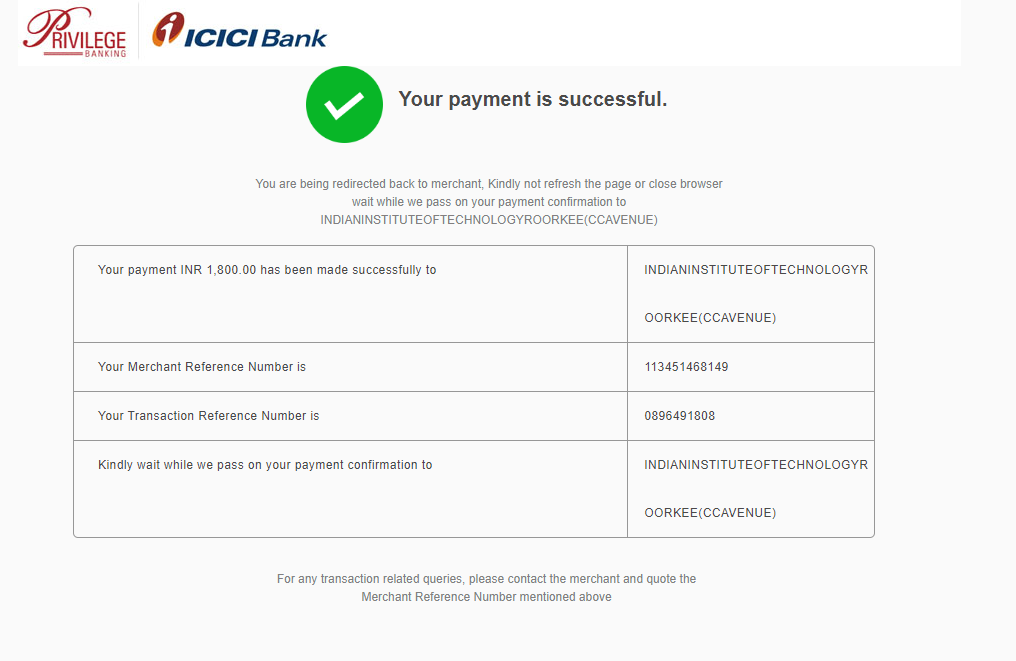 PRIVILEGE
BANKING
ICICI Bank
Your payment is successful.
You are being redirected back to merchant, Kindly not refresh the page or close browser
wait while we pass on your payment confirmation to
INDIANINSTITUTEOFTECHNOLOGYROORKEE(CCAVENUE)
Your payment INR 1,800.00 has been made successfully to
INDIANINSTITUTEOFTECHNOLOGYR
OORKEE(CCAVENUE)
Your Merchant Reference Number is
113451468149
Your Transaction Reference Number is
0896491808
Kindly wait while we pass on your payment confirmation to
INDIANINSTITUTEOFTECHNOLOGYR
OORKEE(CCAVENUE)
For any transaction related queries, please contact the merchant and quote the
Merchant Reference Number mentioned above